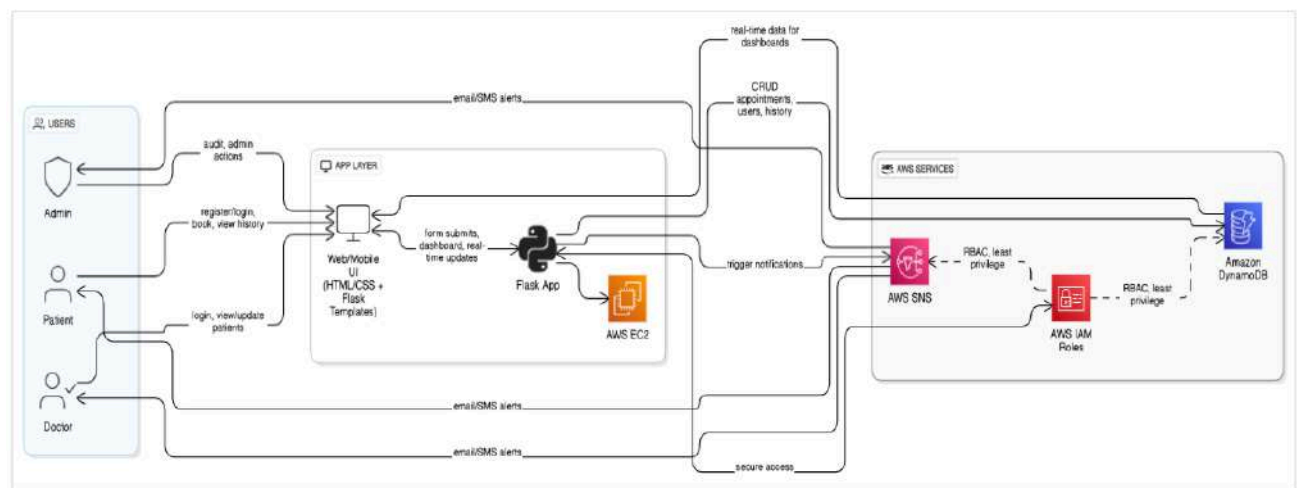 real-time data for
dashboards
CRUD
appointments,
users, history
email/SMS alerts
USERS
audit, admin
actions
APP LAYER
AWS SERVICES
Admin
register/login,
book, view history
form submits,
dashboard, real-
time updates
Web/Mobile
UI
(HTML/CSS +
Flask
Templates)
Flask App
trigger notifications
RBAC, least
privilege
Amazon
DynamoDB
AWS SNS
RBAC, least
privilege
Patient
login, view/update
patients
AWS EC2
AWS IAM
Roles
email/SMS alerts
Doctor
email/SMS alerts
secure access